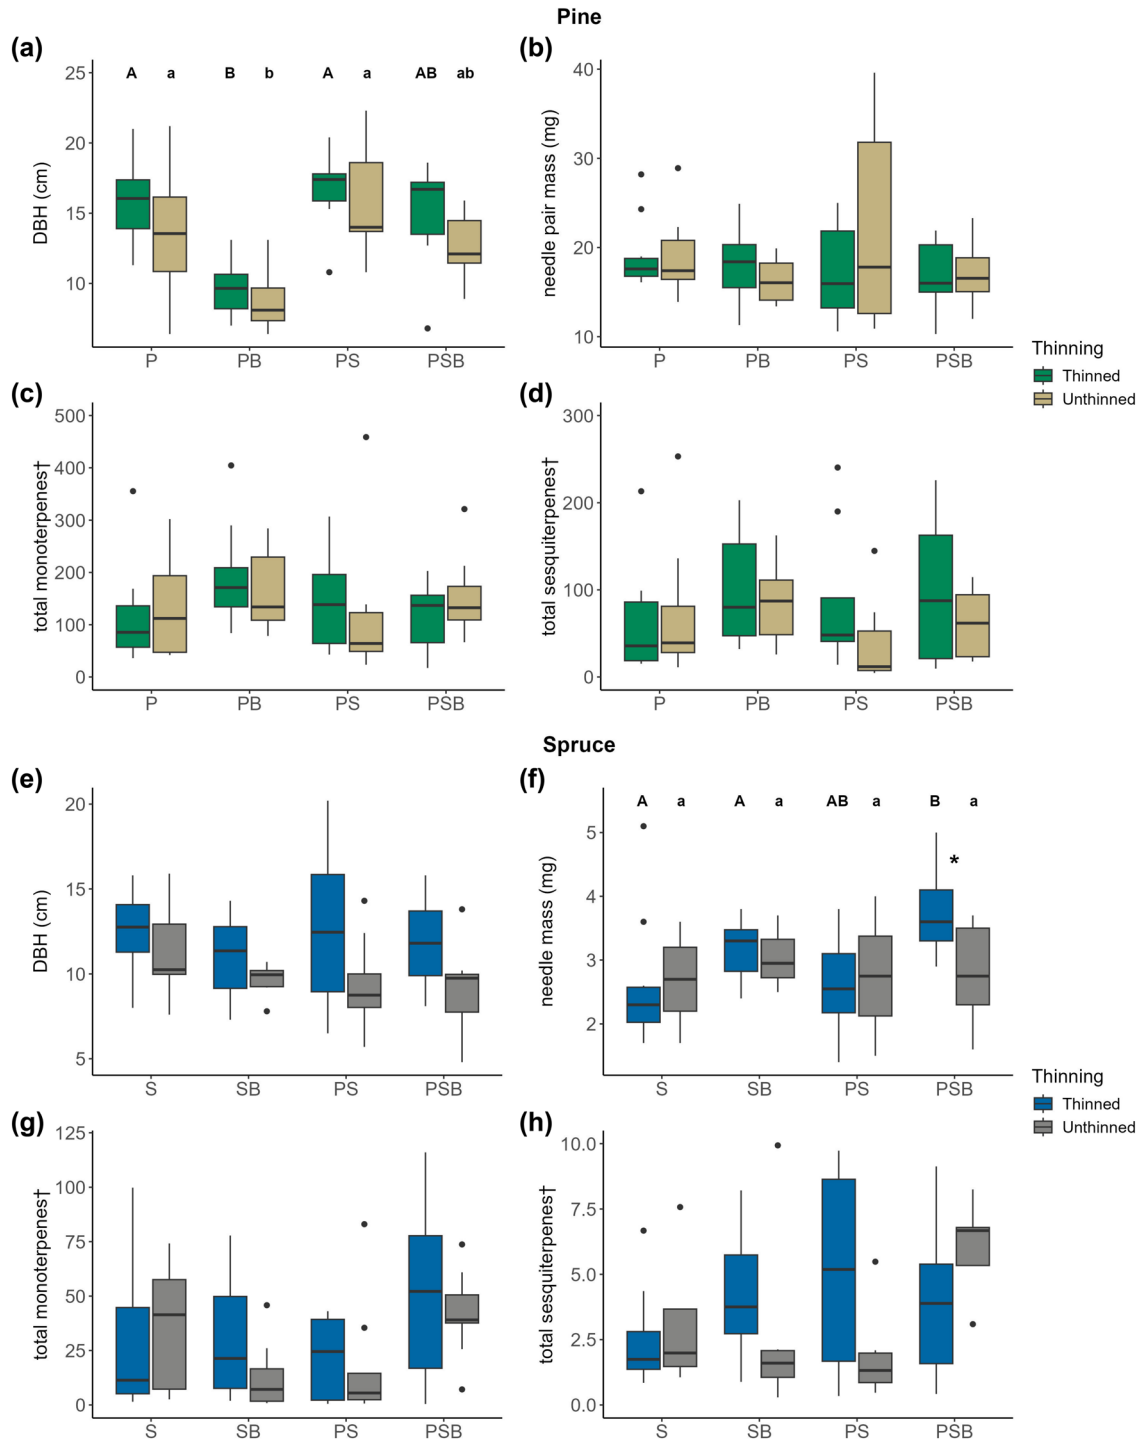 Pine
(a)
A a B b A a AB ab
DBH (cm)
25
20
15
10
P PB PS PSB
(b)
needle pair mass (mg)
40
30
20
10
P PB PS PSB
Thinning
Thinned
Unthinned
(c)
total monoterpenes†
500
400
300
200
100
0
P PB PS PSB
(d)
total sesquiterpenes†
300
200
100
0
P PB PS PSB
Spruce
(e)
DBH (cm)
20
15
10
5
S SB PS PSB
(f)
A a A a AB a B a
*
needle mass (mg)
5
4
3
2
S SB PS PSB
Thinning
Thinned
Unthinned
(g)
total monoterpenes†
125
100
75
50
25
0
S SB PS PSB
(h)
total sesquiterpenes†
10.0
7.5
5.0
2.5
0.0
S SB PS PSB